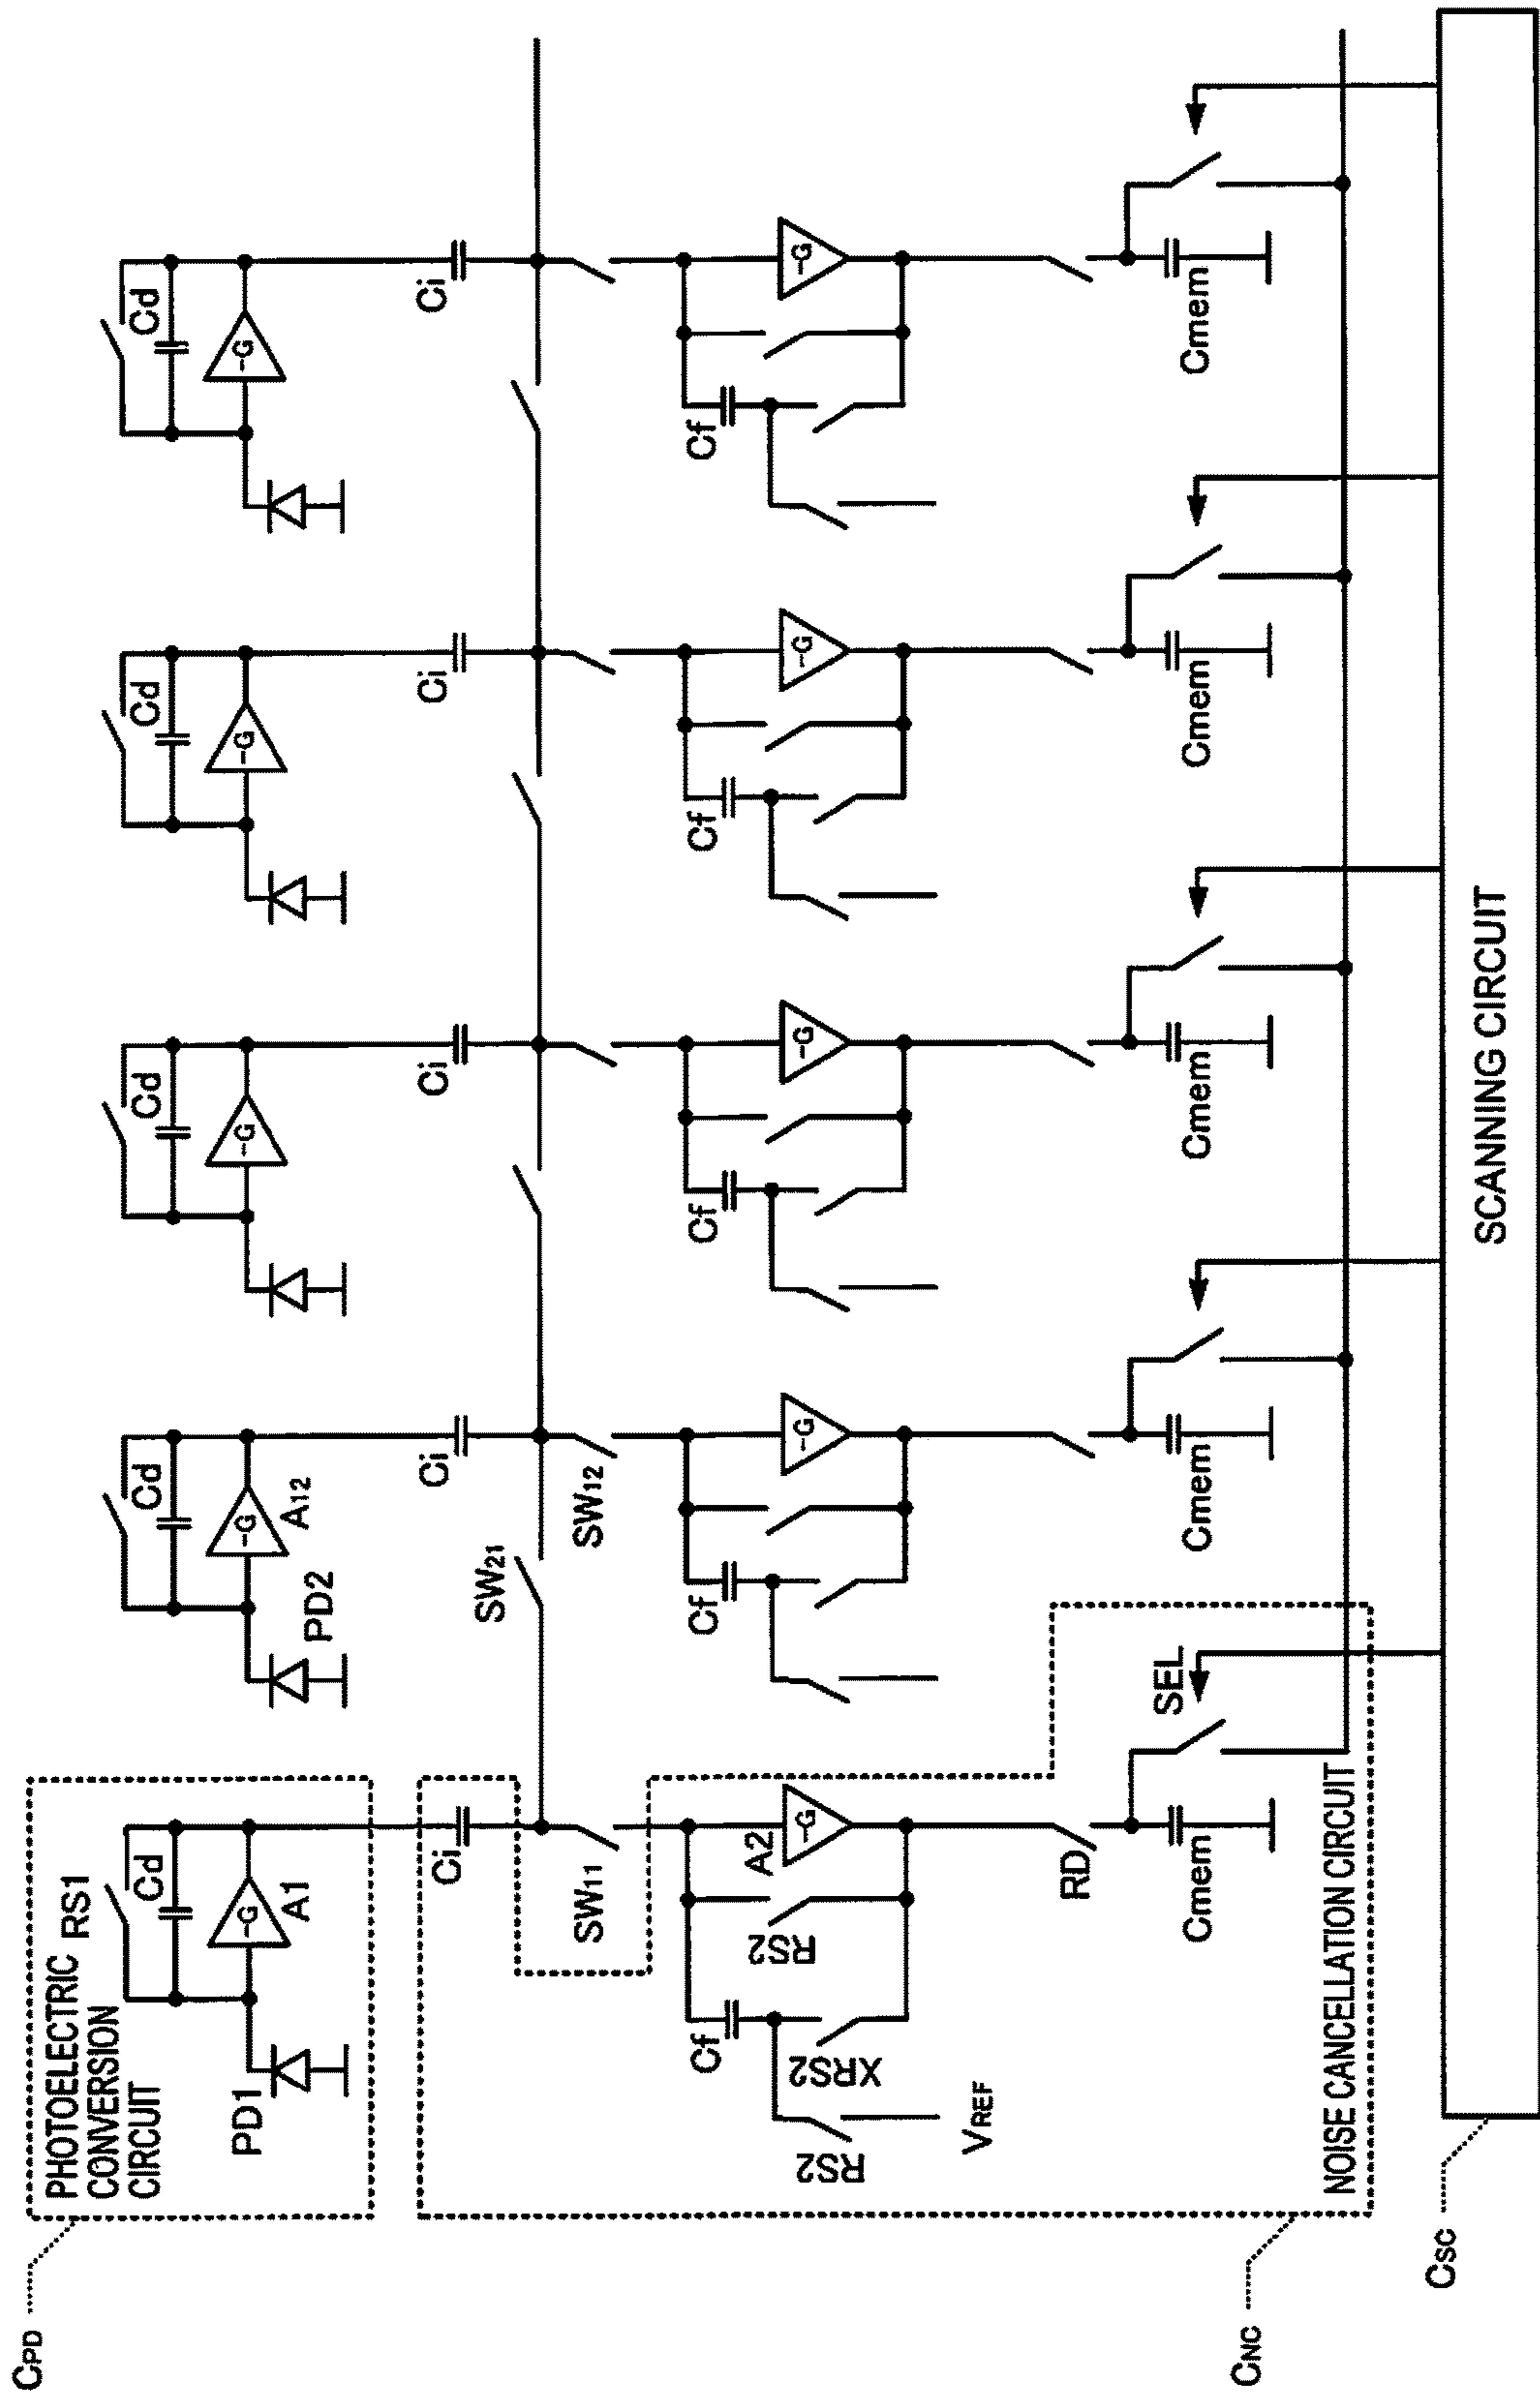 CPD
PHOTOELECTRIC
CONVERSION
CIRCUIT
RS1
Cd
-G
A1
PD1
Cd
-G
A12
PD2
Cd
-G
Cd
-G
Cd
-G
Ci
Ci
Ci
Ci
Ci
SW11
SW21
SW12
CNC
Cf
RS2
XRS2
RS2
VREF
-G
A2
Cf
-G
Cf
-G
Cf
-G
Cf
-G
RD
SEL
Cmem
Cmem
Cmem
Cmem
Cmem
NOISE CANCELLATION CIRCUIT
CSC
SCANNING CIRCUIT